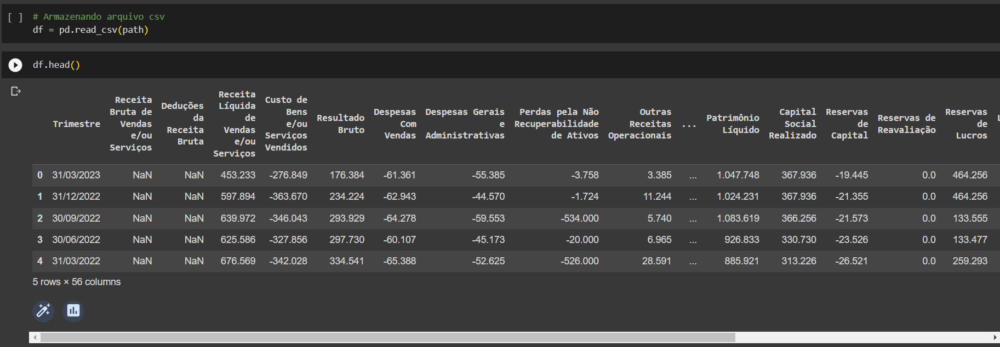 [ ] # Armazenando arquivo csv
df = pd.read_csv(path)
df.head()
Trimestre Receita Bruta de Vendas e/ou Serviços Deduções da Receita Bruta Receita Líquida de Vendas e/ou Serviços Custo de Bens e/ou Serviços Vendidos Resultado Bruto Despesas Com Vendas Despesas Gerais e Administrativas Perdas pela Não Recuperabilidade de Ativos Outras Receitas Operacionais ... Patrimônio Líquido Capital Social Realizado Reservas de Capital Reservas de Reavaliação Reservas de Lucros
0 31/03/2023 NaN NaN 453.233 -276.849 176.384 -61.361 -55.385 -3.758 3.385 ... 1.047.748 367.936 -19.445 0.0 464.256
1 31/12/2022 NaN NaN 597.894 -363.670 234.224 -62.943 -44.570 -1.724 11.244 ... 1.024.231 367.936 -21.355 0.0 464.256
2 30/09/2022 NaN NaN 639.972 -346.043 293.929 -64.278 -59.553 -534.000 5.740 ... 1.083.619 366.256 -21.573 0.0 133.555
3 30/06/2022 NaN NaN 625.586 -327.856 297.730 -60.107 -45.173 -20.000 6.965 ... 926.833 330.730 -23.526 0.0 133.477
4 31/03/2022 NaN NaN 676.569 -342.028 334.541 -65.388 -52.625 -526.000 28.591 ... 885.921 313.226 -26.521 0.0 259.293
5 rows × 56 columns